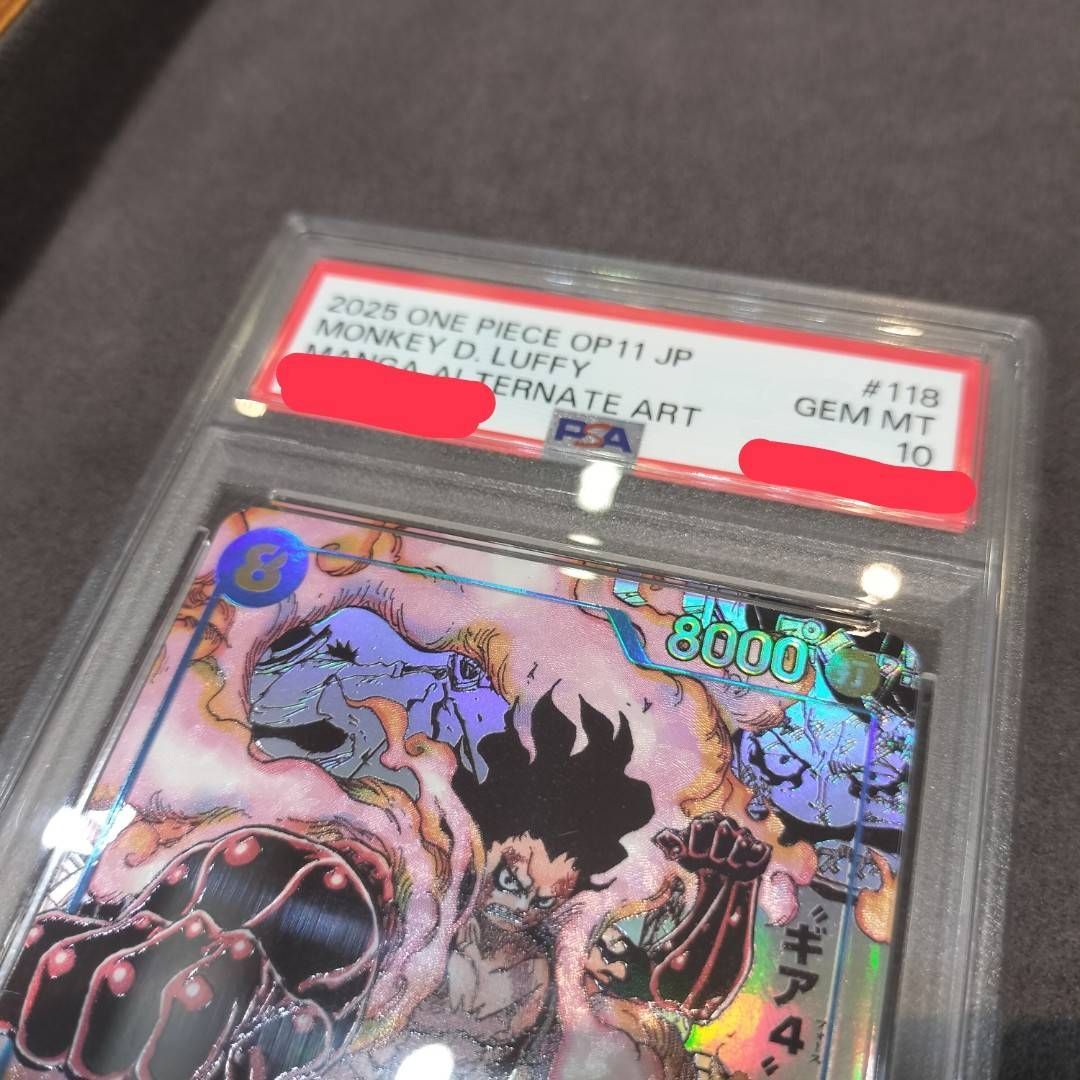 2025 ONE PIECE OP11 JP
#118
MONKEY D. LUFFY
GEM MT
ALTERNATE ART
10
PSA
8
8000
"ギア4"